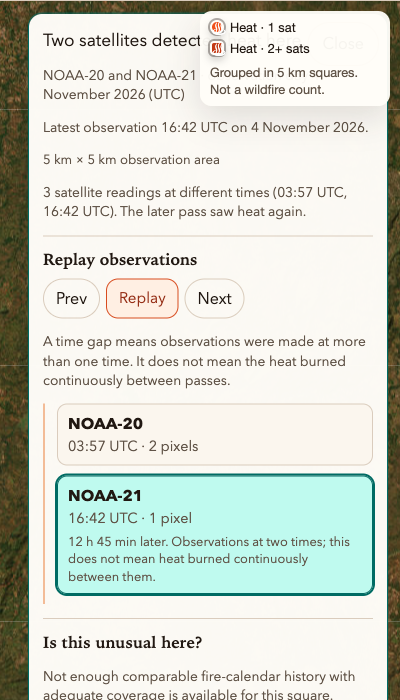 Heat · 1 sat
Heat · 2+ sats
Grouped in 5 km squares.
Not a wildfire count.
Two satellites detect
Close
NOAA-20 and NOAA-21
November 2026 (UTC)
Latest observation 16:42 UTC on 4 November 2026.
5 km × 5 km observation area
3 satellite readings at different times (03:57 UTC,
16:42 UTC). The later pass saw heat again.
Replay observations
Prev
Replay
Next
A time gap means observations were made at more
than one time. It does not mean the heat burned
continuously between passes.
NOAA-20
03:57 UTC · 2 pixels
NOAA-21
16:42 UTC · 1 pixel
12 h 45 min later. Observations at two times; this
does not mean heat burned continuously
between them.
Is this unusual here?
Not enough comparable fire-calendar history with
adequate coverage is available for this square.